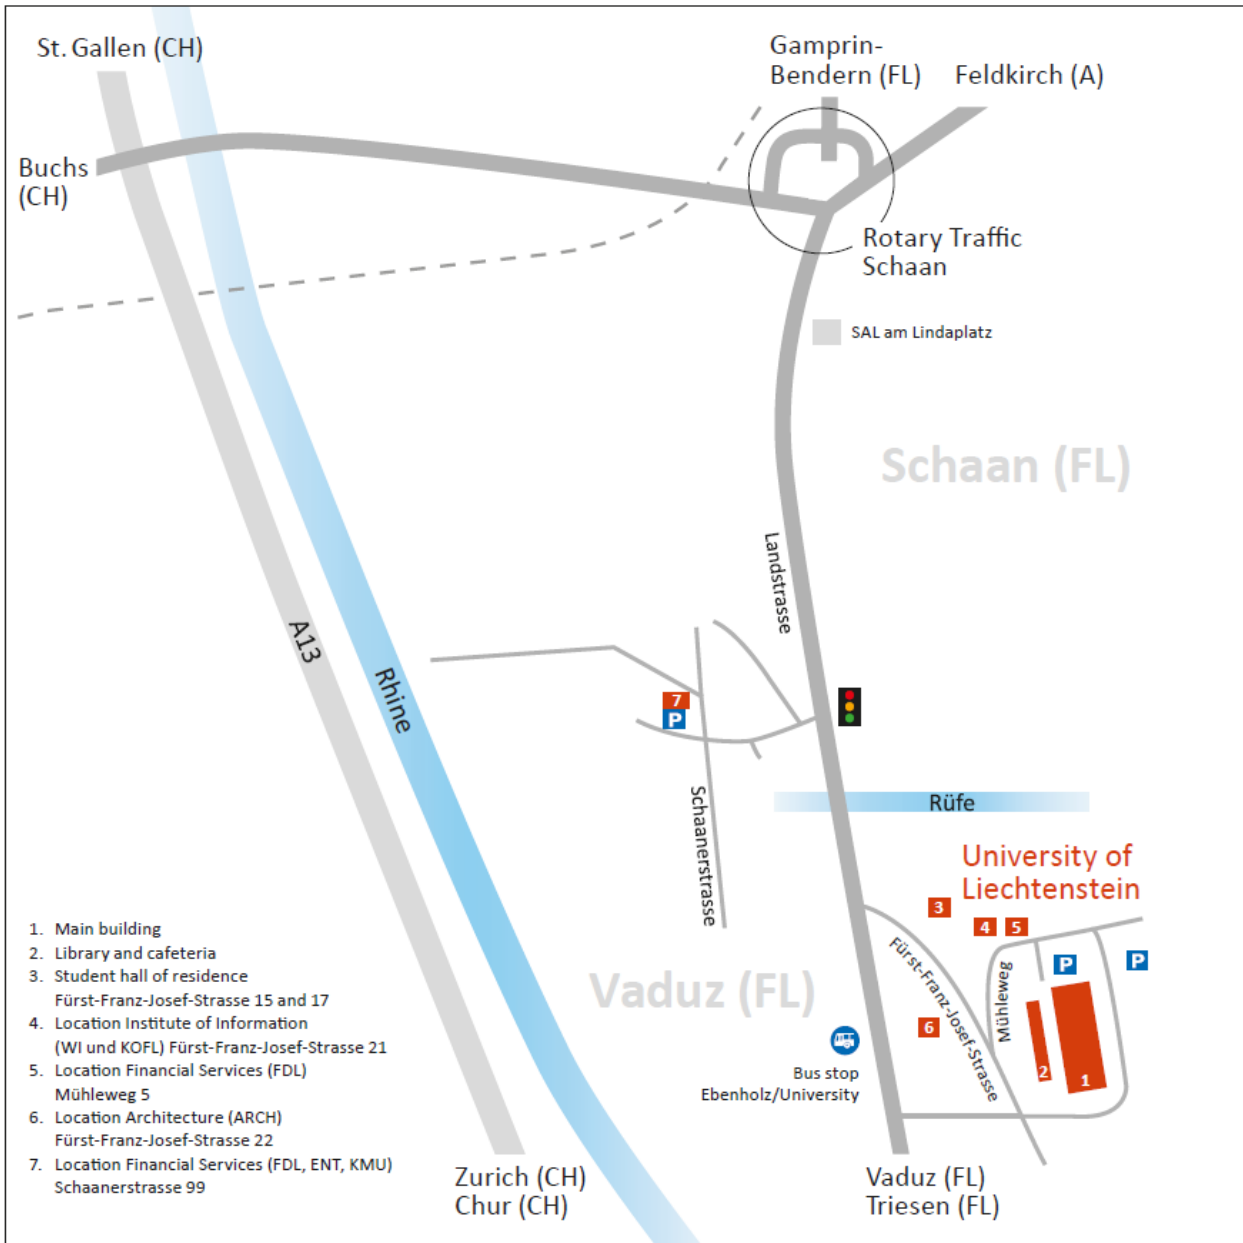 St. Gallen (CH)
Gamprin-
Bendern (FL)
Feldkirch (A)
Buchs
(CH)
Rotary Traffic
Schaan
SAL am Lindaplatz
Schaan (FL)
Landstrasse
A13
Rhine
7
P
Schaanerstrasse
Rüfe
University of
Liechtenstein
3
4
5
P
P
Fürst-Franz-Josef-Strasse
Mühleweg
6
2
1
Vaduz (FL)
Bus stop
Ebenholz/University
1. Main building
2. Library and cafeteria
3. Student hall of residence
Fürst-Franz-Josef-Strasse 15 and 17
4. Location Institute of Information
(WI und KOFL) Fürst-Franz-Josef-Strasse 21
5. Location Financial Services (FDL)
Mühleweg 5
6. Location Architecture (ARCH)
Fürst-Franz-Josef-Strasse 22
7. Location Financial Services (FDL, ENT, KMU)
Schaanerstrasse 99
Zurich (CH)
Chur (CH)
Vaduz (FL)
Triesen (FL)